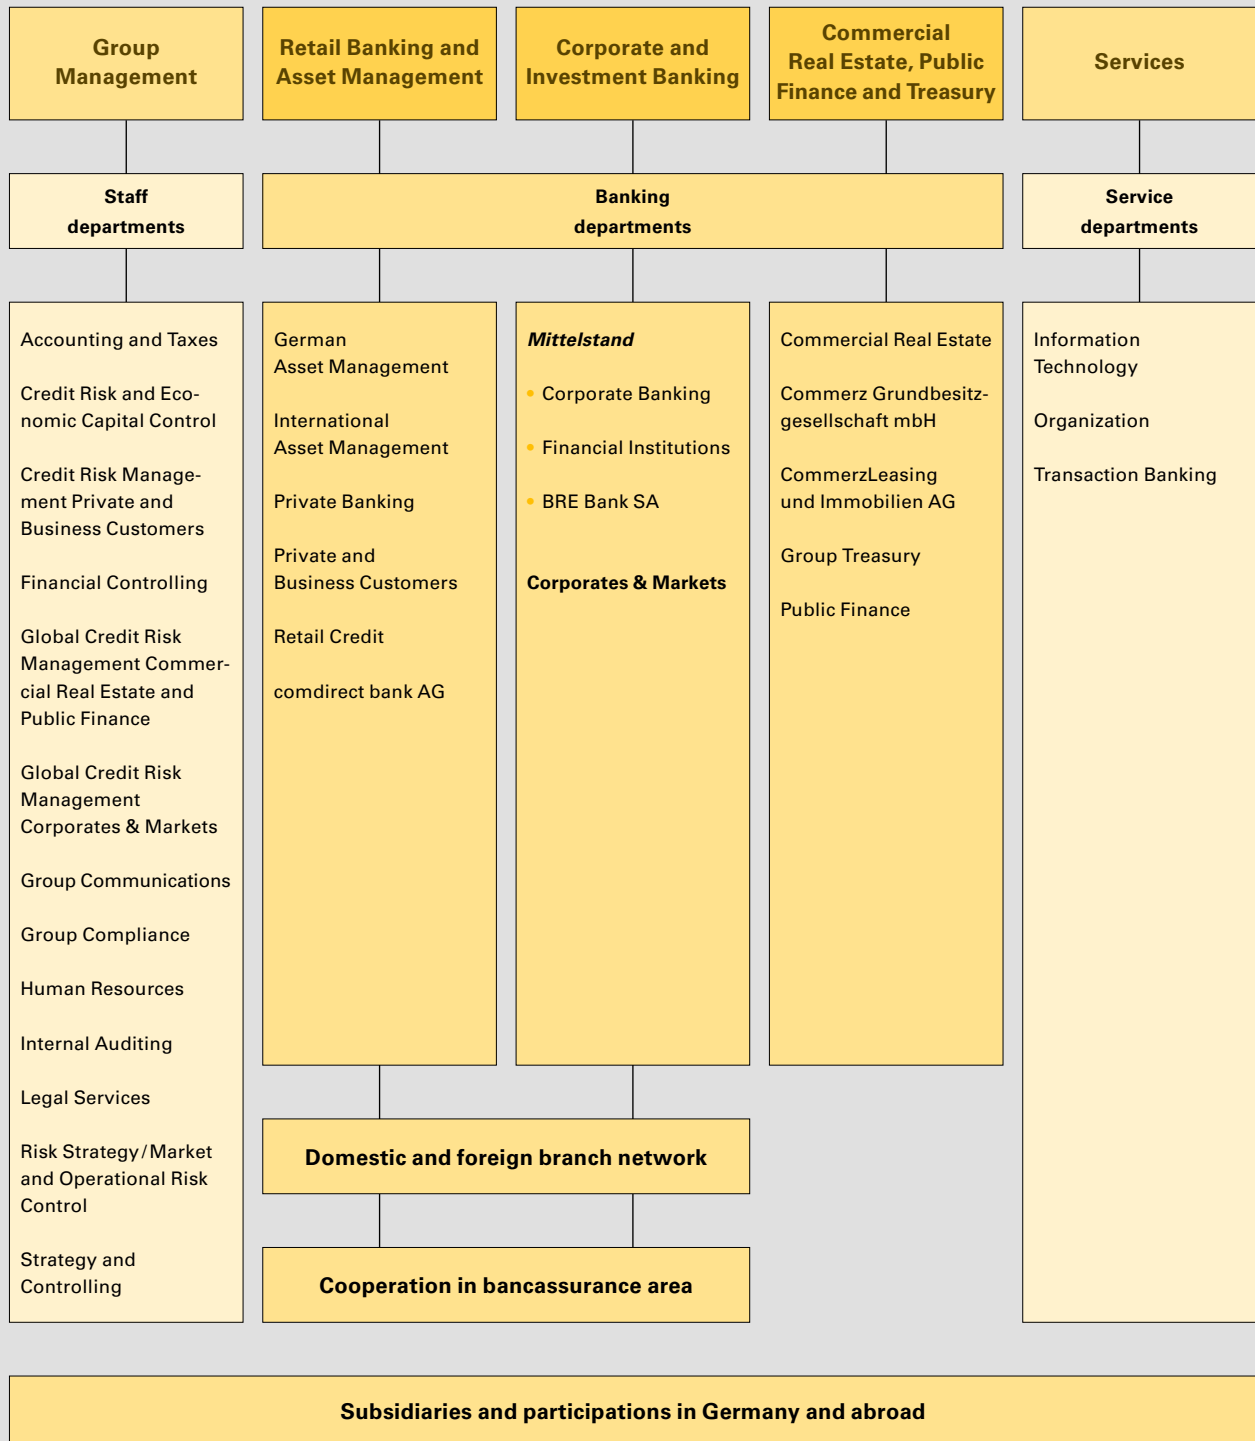 Group
Management
Retail Banking and
Asset Management
Corporate and
Investment Banking
Commercial
Real Estate, Public
Finance and Treasury
Services
Staff
departments
Banking
departments
Service
departments
Accounting and Taxes
Credit Risk and Eco-
nomic Capital Control
Credit Risk Manage-
ment Private and
Business Customers
Financial Controlling
Global Credit Risk
Management Commer-
cial Real Estate and
Public Finance
Global Credit Risk
Management
Corporates & Markets
Group Communications
Group Compliance
Human Resources
Internal Auditing
Legal Services
Risk Strategy/Market
and Operational Risk
Control
Strategy and
Controlling
German
Asset Management
International
Asset Management
Private Banking
Private and
Business Customers
Retail Credit
comdirect bank AG
Mittelstand
• Corporate Banking
• Financial Institutions
• BRE Bank SA
Corporates & Markets
Commercial Real Estate
Commerz Grundbesitz-
gesellschaft mbH
CommerzLeasing
und Immobilien AG
Group Treasury
Public Finance
Information
Technology
Organization
Transaction Banking
Domestic and foreign branch network
Cooperation in bancassurance area
Subsidiaries and participations in Germany and abroad